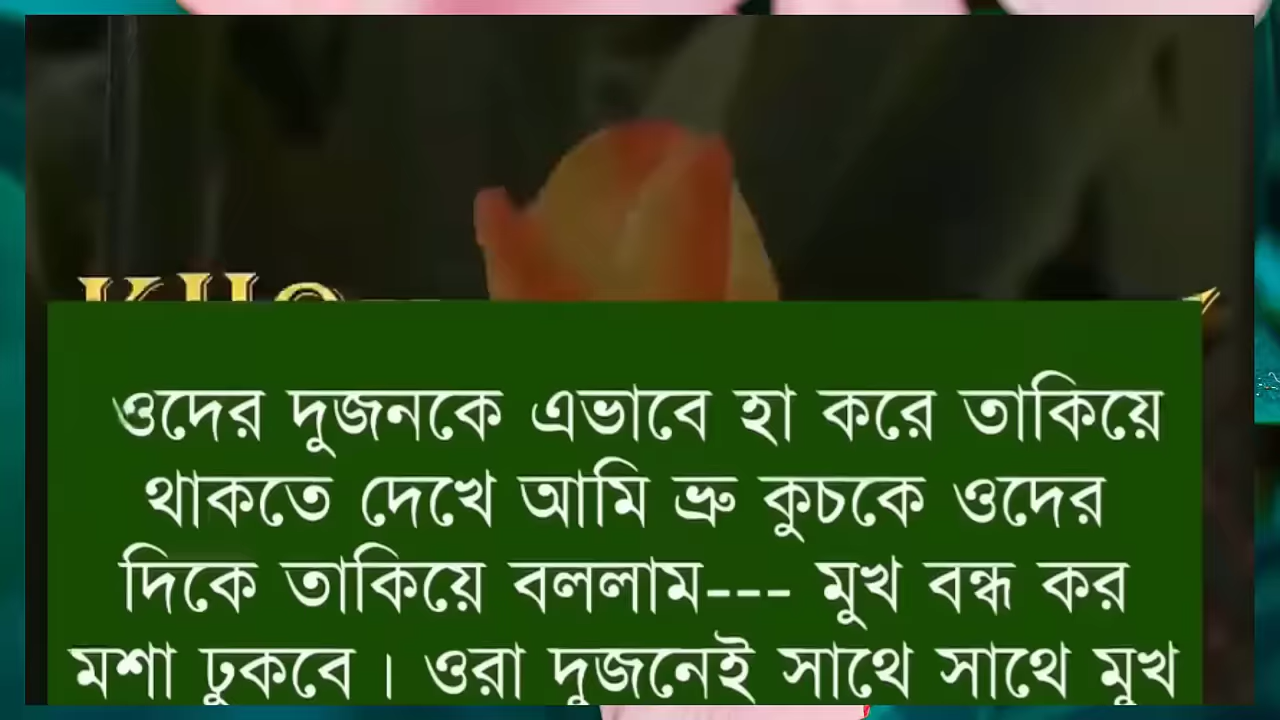 ওদের দুজনকে এভাবে হা করে তাকিয়ে
থাকতে দেখে আমি ভ্রু কুচকে ওদের
দিকে তাকিয়ে বললাম--- মুখ বন্ধ কর
মশা ঢুকবে। ওরা দুজনেই সাথে সাথে মুখ